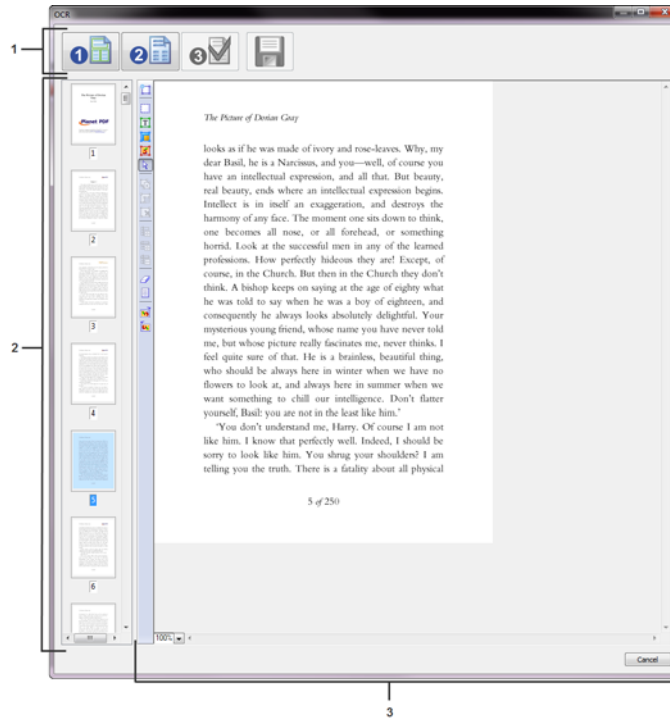 OCR
1
1
2
3
2
Planet PDF
1
2
3
4
5
6
The Picture of Dorian Gray
looks as if he was made of ivory and rose-leaves. Why, my
dear Basil, he is a Narcissus, and you—well, of course you
have an intellectual expression, and all that. But beauty,
real beauty, ends where an intellectual expression begins.
Intellect is in itself an exaggeration, and destroys the
harmony of any face. The moment one sits down to think,
one becomes all nose, or all forehead, or something
horrid. Look at the successful men in any of the learned
professions. How perfectly hideous they are! Except, of
course, in the Church. But then in the Church they don't
think. A bishop keeps on saying at the age of eighty what
he was told to say when he was a boy of eighteen, and
consequently he always looks absolutely delightful. Your
mysterious young friend, whose name you have never told
me, but whose picture really fascinates me, never thinks. I
feel quite sure of that. He is a brainless, beautiful thing,
who should be always here in winter when we have no
flowers to look at, and always here in summer when we
want something to chill our intelligence. Don't flatter
yourself, Basil: you are not in the least like him.'
'You don't understand me, Harry. Of course I am not
like him. I know that perfectly well. Indeed, I should be
sorry to look like him. You shrug your shoulders? I am
telling you the truth. There is a fatality about all physical
5 of 250
100%
Cancel
3